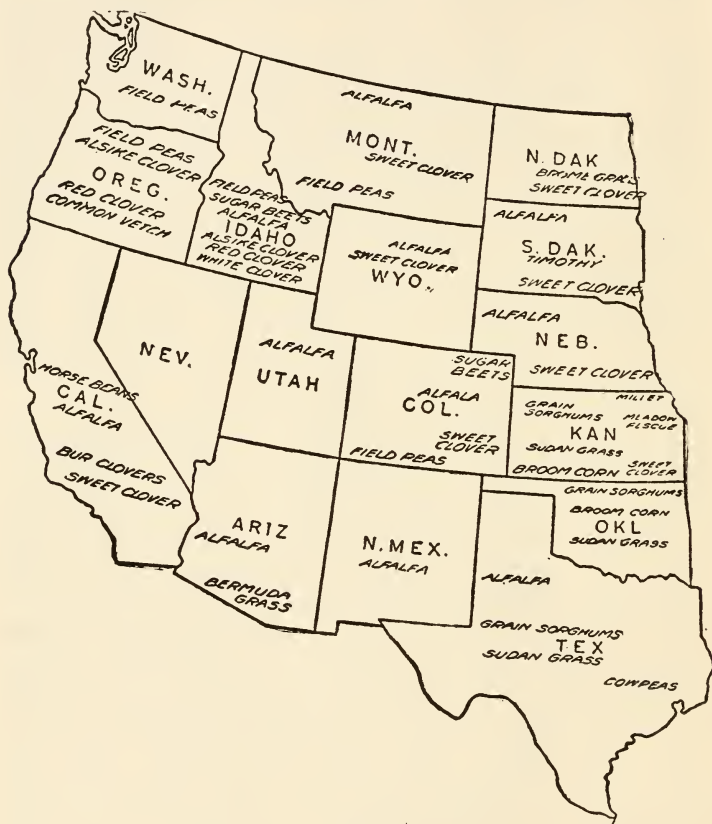 WASH.
FIELD PEAS
FIELD PEAS
ALSIKE CLOVER
OREG.
RED CLOVER
COMMON VETCH
FIELD PEAS
SUGAR BEETS
ALFALFA
IDAHO
ALSIKE CLOVER
RED CLOVER
WHITE CLOVER
ALFALFA
MONT.
SWEET CLOVER
FIELD PEAS
N. DAK
BROME GRASS
SWEET CLOVER
ALFALFA
S. DAK.
TIMOTHY
SWEET CLOVER
ALFALFA
SWEET CLOVER
WYO.
ALFALFA
NEB.
SWEET CLOVER
NEV.
ALFALFA
UTAH
SUGAR
BEETS
ALFALA
COL.
SWEET
CLOVER
FIELD PEAS
MILLET
GRAIN
SORGHUMS
MEADOW
FESCUE
KAN
SUDAN GRASS
SWEET
CLOVER
BROOM CORN
HORSE BEANS
CAL.
ALFALFA
BUR CLOVERS
SWEET CLOVER
ARIZ
ALFALFA
BERMUDA
GRASS
N. MEX.
ALFALFA
GRAIN SORGHUMS
BROOM CORN
OKL
SUDAN GRASS
ALFALFA
GRAIN SORGHUMS
TEX
SUDAN GRASS
COWPEAS